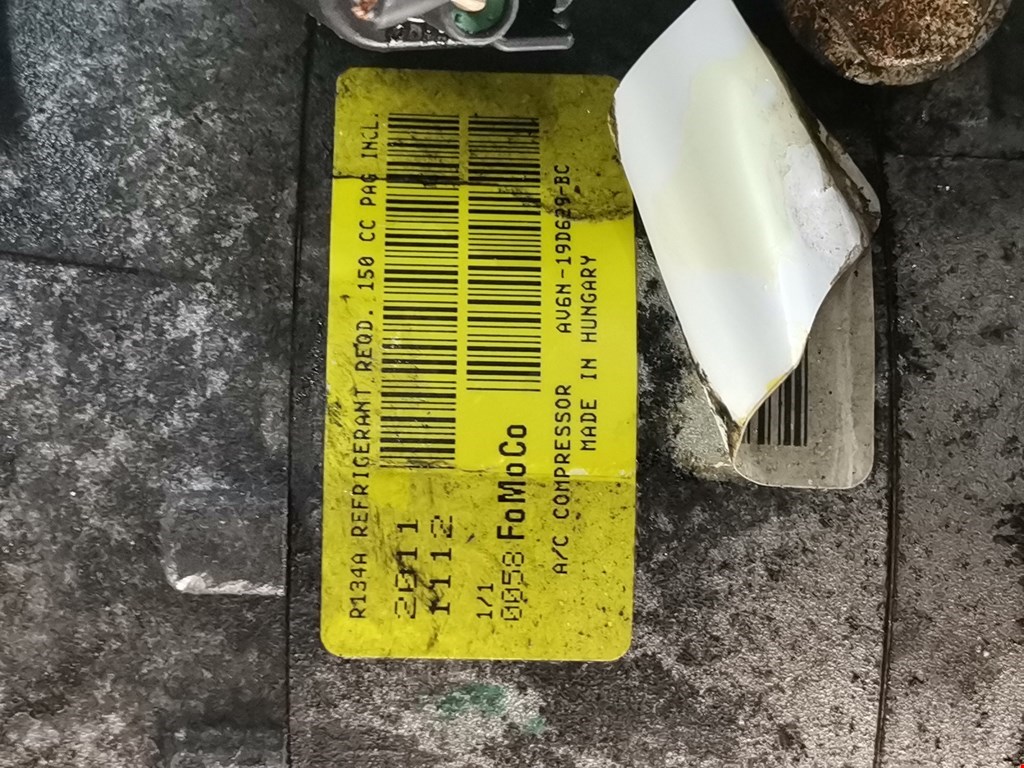 R134A REFRIGERANT REQD. 150 CC PAG INCL.
2011
1112
1/1
0058 FoMoCo
A/C COMPRESSOR AV6N-19D629-BC
MADE IN HUNGARY